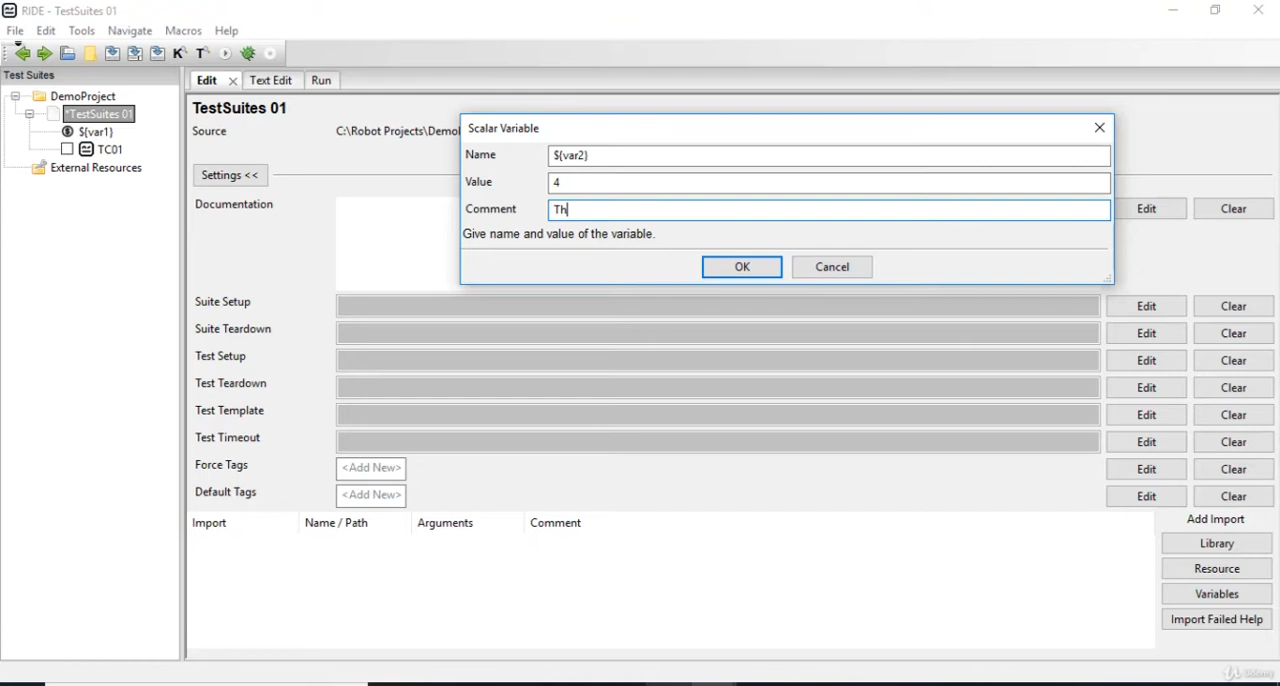 RIDE - TestSuites 01
File Edit Tools Navigate Macros Help
K T
Test Suites
DemoProject
*TestSuites 01
${var1}
TC01
External Resources
Edit Text Edit Run
TestSuites 01
Source C:\Robot Projects\Demo
Settings <<
Documentation Edit Clear
Scalar Variable
Name ${var2}
Value 4
Comment Th
Give name and value of the variable.
OK Cancel
Suite Setup Edit Clear
Suite Teardown Edit Clear
Test Setup Edit Clear
Test Teardown Edit Clear
Test Template Edit Clear
Test Timeout Edit Clear
Force Tags <Add New> Edit Clear
Default Tags <Add New> Edit Clear
Import Name / Path Arguments Comment
Add Import
Library
Resource
Variables
Import Failed Help
Udemy